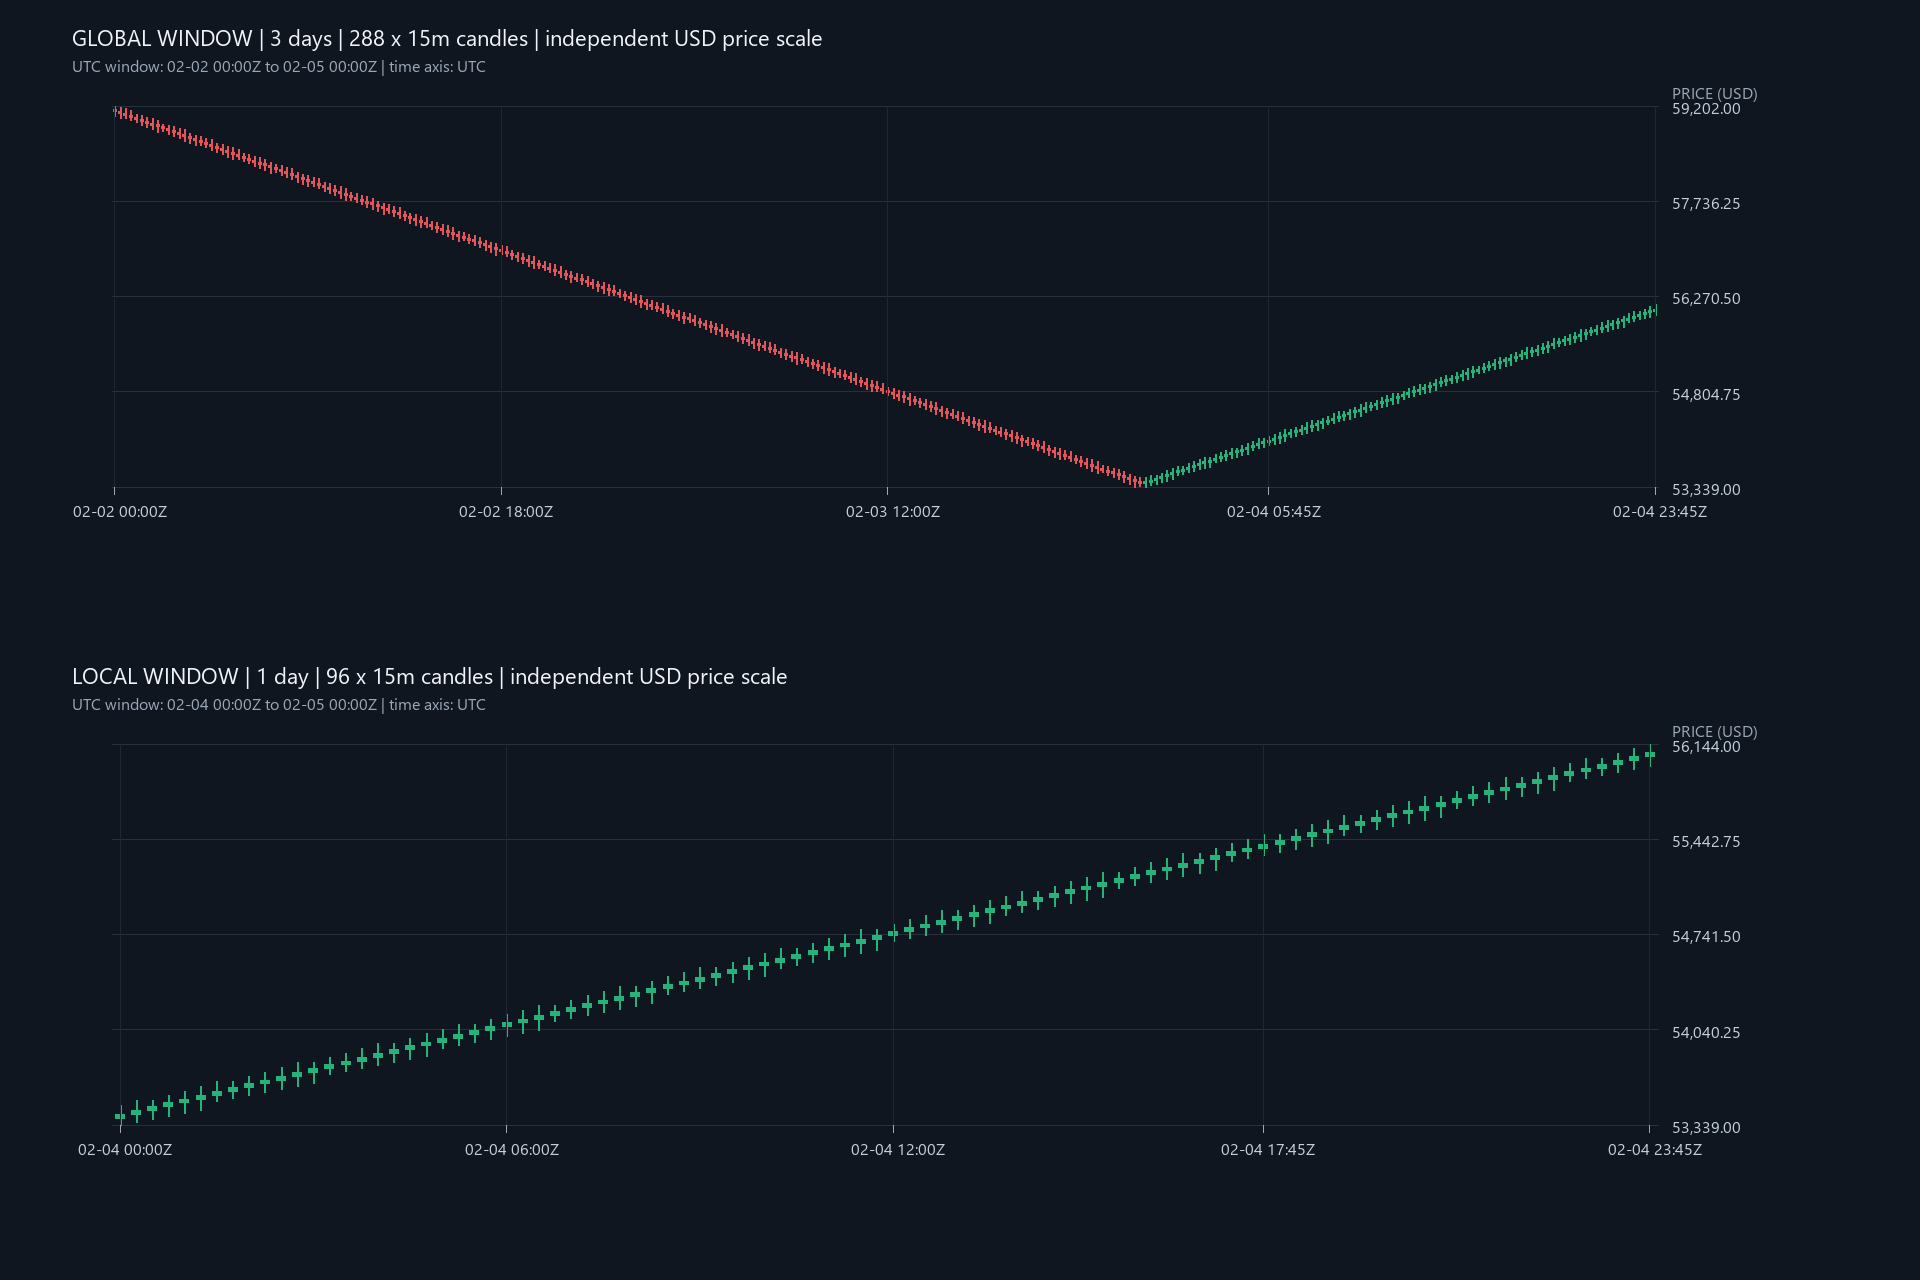 GLOBAL WINDOW | 3 days | 288 x 15m candles | independent USD price scale
UTC window: 02-02 00:00Z to 02-05 00:00Z | time axis: UTC
PRICE (USD)
59,202.00
57,736.25
56,270.50
54,804.75
53,339.00
02-02 00:00Z
02-02 18:00Z
02-03 12:00Z
02-04 05:45Z
02-04 23:45Z
LOCAL WINDOW | 1 day | 96 x 15m candles | independent USD price scale
UTC window: 02-04 00:00Z to 02-05 00:00Z | time axis: UTC
PRICE (USD)
56,144.00
55,442.75
54,741.50
54,040.25
53,339.00
02-04 00:00Z
02-04 06:00Z
02-04 12:00Z
02-04 17:45Z
02-04 23:45Z